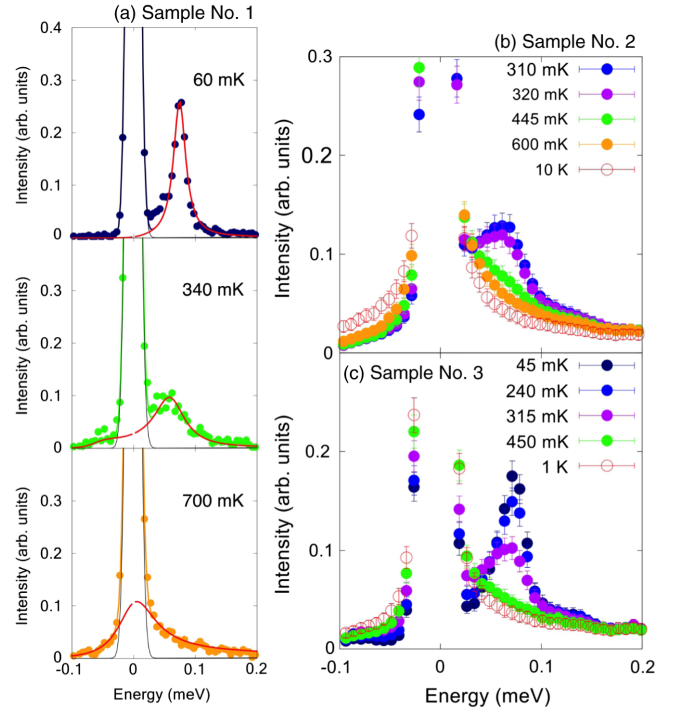 (a) Sample No. 1
0.4
0.3
0.2
0.1
0
Intensity (arb. units)
60 mK
0.4
0.3
0.2
0.1
0
Intensity (arb. units)
340 mK
0.4
0.3
0.2
0.1
0
Intensity (arb. units)
700 mK
-0.1
0
0.1
0.2
Energy (meV)
(b) Sample No. 2
0.3
0.2
0.1
0
Intensity (arb. units)
310 mK
320 mK
445 mK
600 mK
10 K
(c) Sample No. 3
0.2
0.1
0
Intensity (arb. units)
45 mK
240 mK
315 mK
450 mK
1 K
-0.1
0
0.1
0.2
Energy (meV)